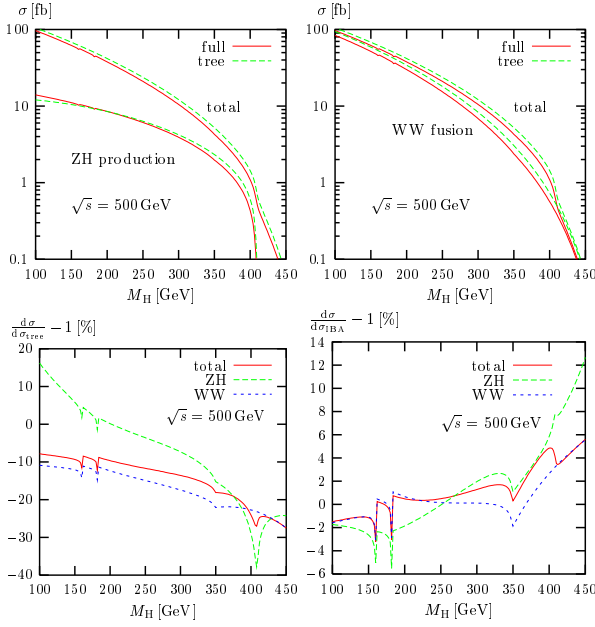 σ [fb]
100
10
1
0.1
full
tree
total
ZH production
√s = 500 GeV
100 150 200 250 300 350 400 450
M_H [GeV]
σ [fb]
100
10
1
0.1
full
tree
total
WW fusion
√s = 500 GeV
100 150 200 250 300 350 400 450
M_H [GeV]
dσ/dσ_tree − 1 [%]
20
10
0
−10
−20
−30
−40
total
ZH
WW
√s = 500 GeV
100 150 200 250 300 350 400 450
M_H [GeV]
dσ/dσ_IBA − 1 [%]
14
12
10
8
6
4
2
0
−2
−4
−6
total
ZH
WW
√s = 500 GeV
100 150 200 250 300 350 400 450
M_H [GeV]